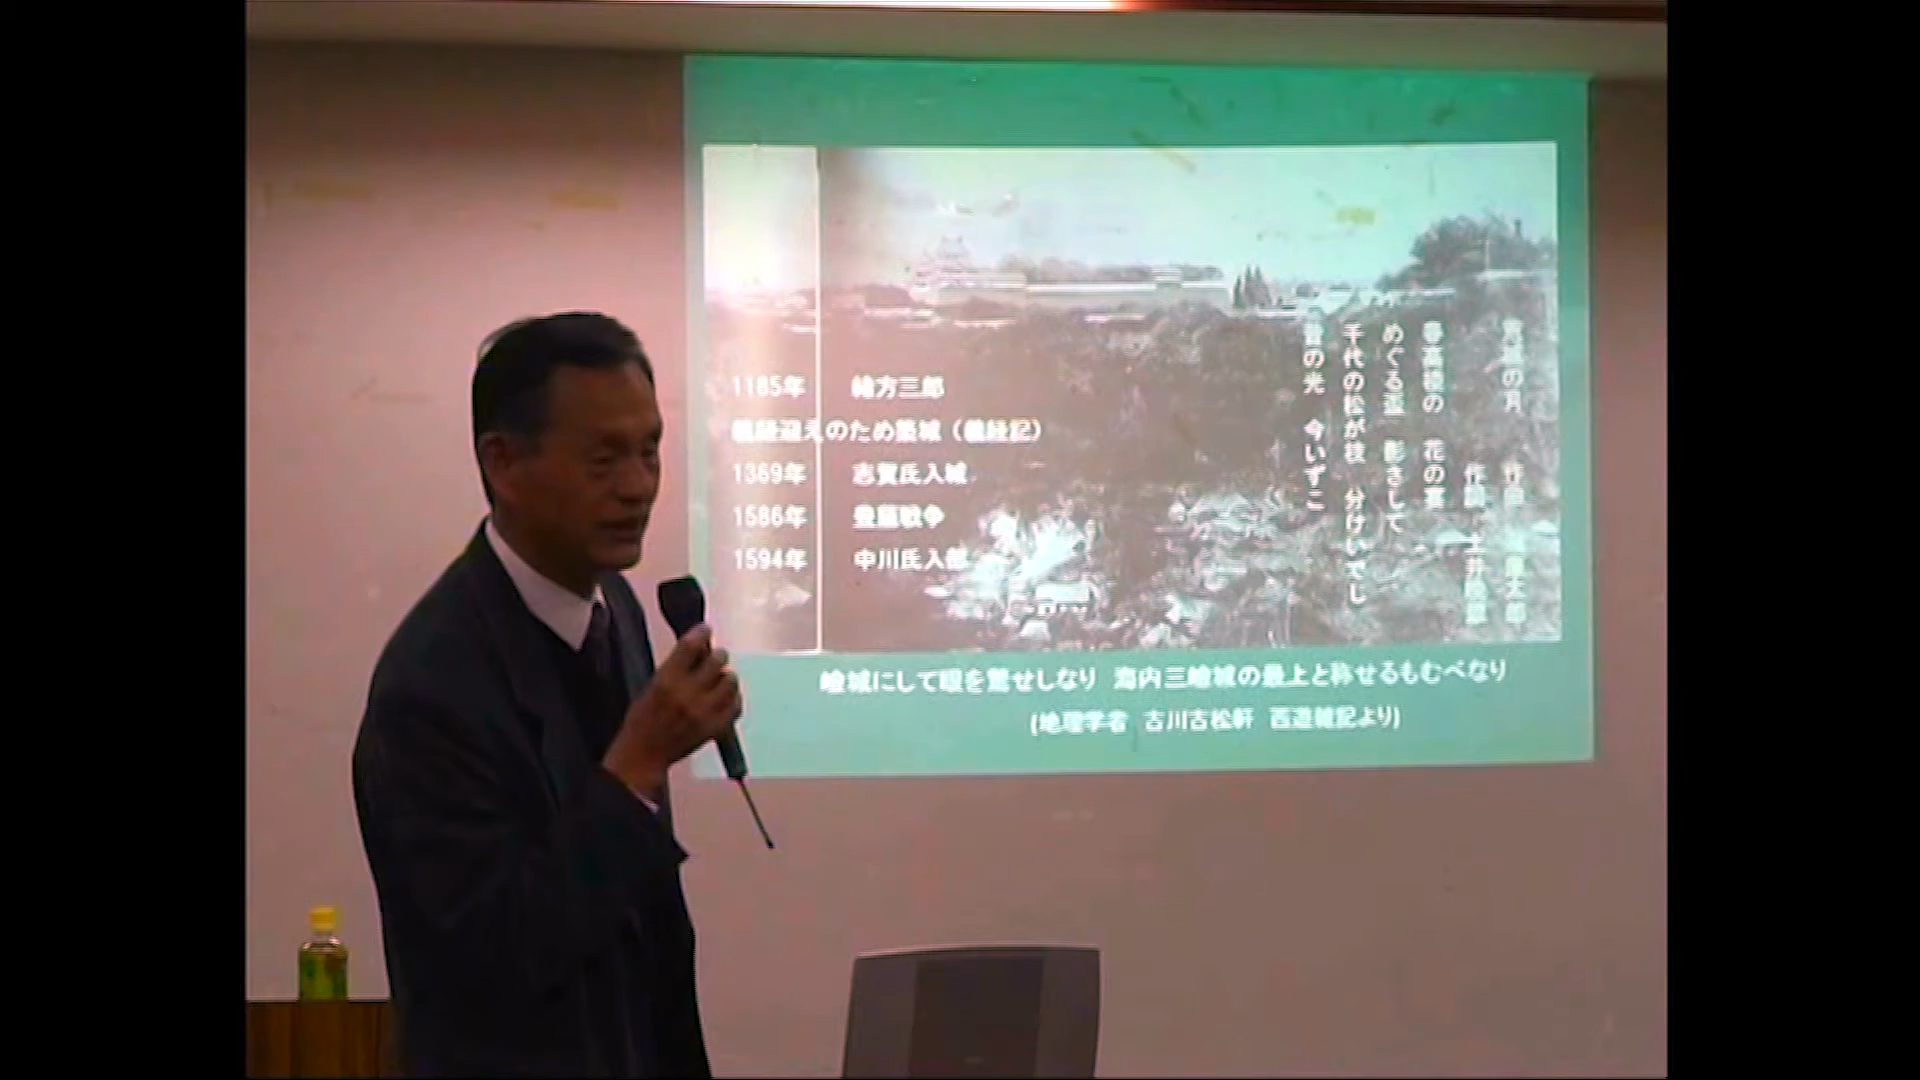 1185年 緒方三郎
義経迎えのため築城（義経記）
1369年 志賀氏入城
1586年 豊薩戦争
1594年 中川氏入部
荒城の月 作曲 廉太郎
作詞 土井晩翠
春高楼の 花の宴
めぐる盃 影さして
千代の松が枝 分けいでし
昔の光 今いずこ
嶮城にして眼を驚せしなり 海内三嶮城の最上と称せるもむべなり
(地理学者 古川古松軒 西遊雑記より)